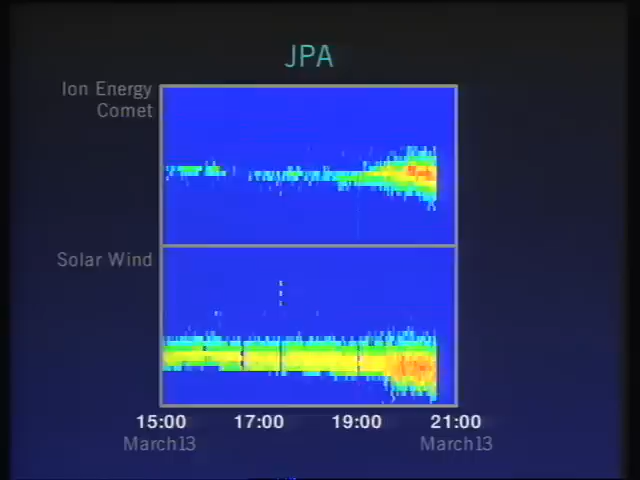 JPA
Ion Energy
Comet
Solar Wind
15:00 17:00 19:00 21:00
March13 March13